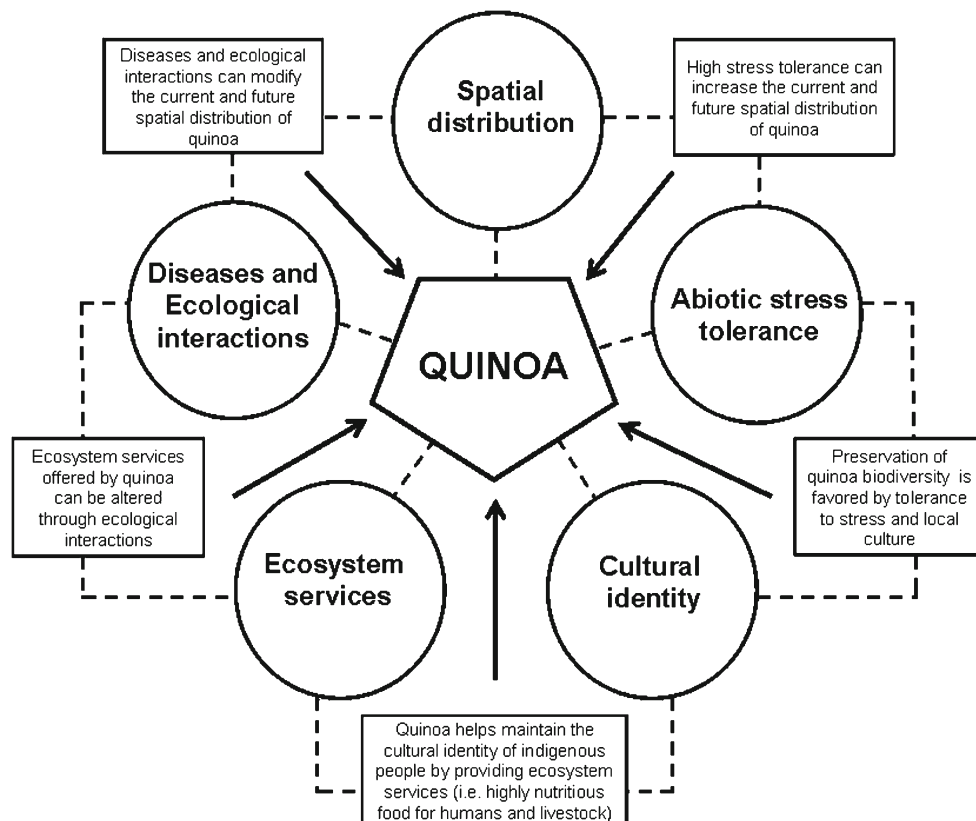 Diseases and ecological
interactions can modify
the current and future
spatial distribution of
quinoa
Spatial
distribution
High stress tolerance can
increase the current and
future spatial distribution
of quinoa
Diseases and
Ecological
interactions
Abiotic stress
tolerance
QUINOA
Ecosystem services
offered by quinoa
can be altered
through ecological
interactions
Preservation of
quinoa biodiversity is
favored by tolerance
to stress and local
culture
Ecosystem
services
Cultural
identity
Quinoa helps maintain the
cultural identity of indigenous
people by providing ecosystem
services (i.e. highly nutritious
food for humans and livestock)